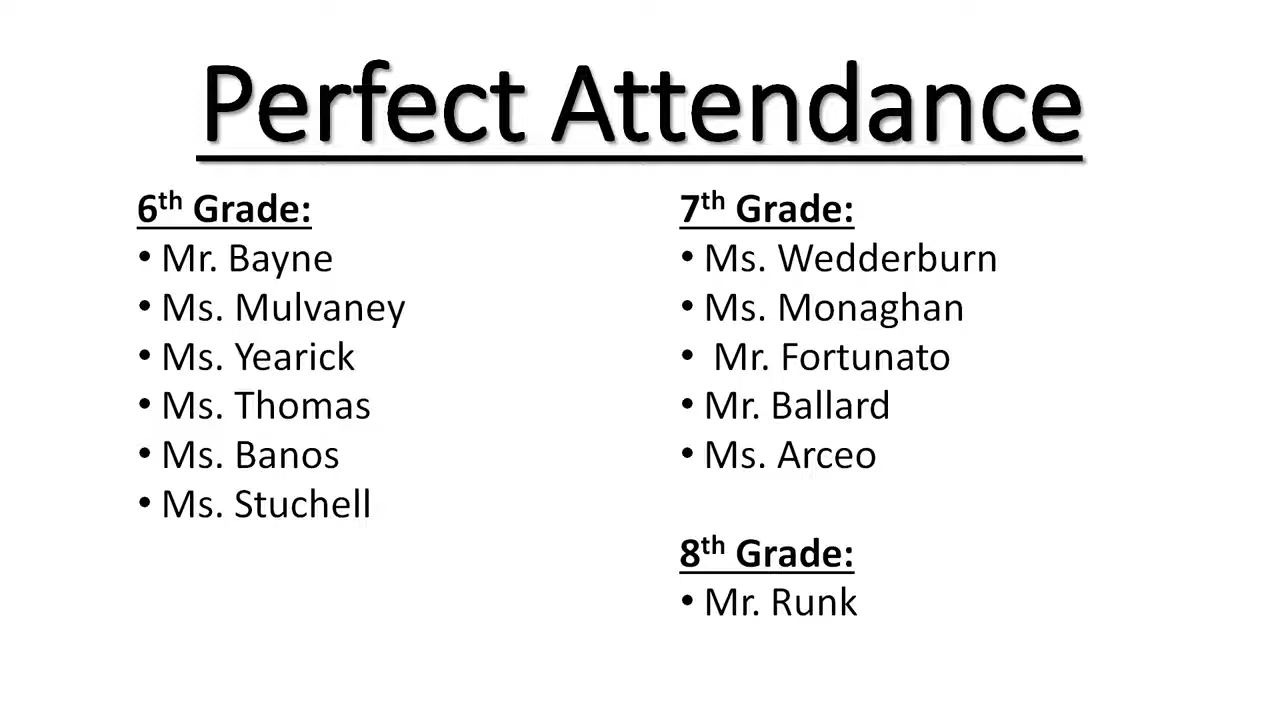 Perfect Attendance
6th Grade:
• Mr. Bayne
• Ms. Mulvaney
• Ms. Yearick
• Ms. Thomas
• Ms. Banos
• Ms. Stuchell
7th Grade:
• Ms. Wedderburn
• Ms. Monaghan
• Mr. Fortunato
• Mr. Ballard
• Ms. Arceo
8th Grade:
• Mr. Runk